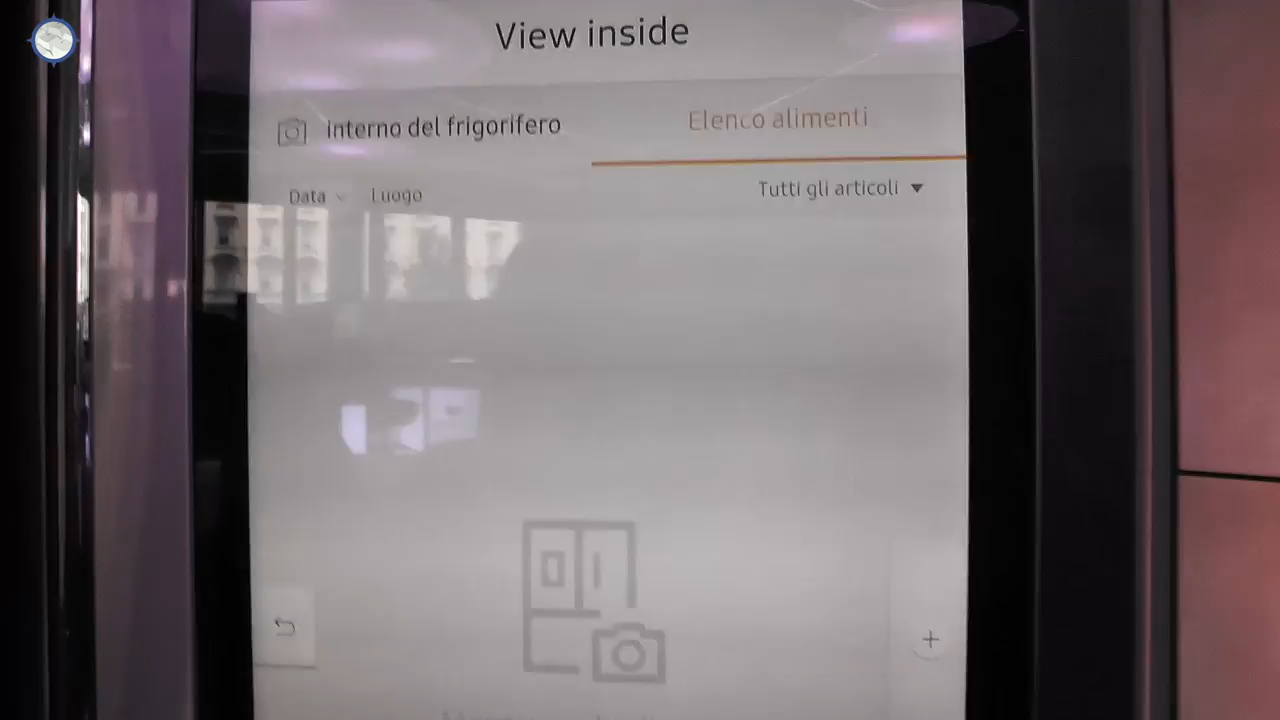 View inside
Interno del frigorifero
Elenco alimenti
Data
Luogo
Tutti gli articoli